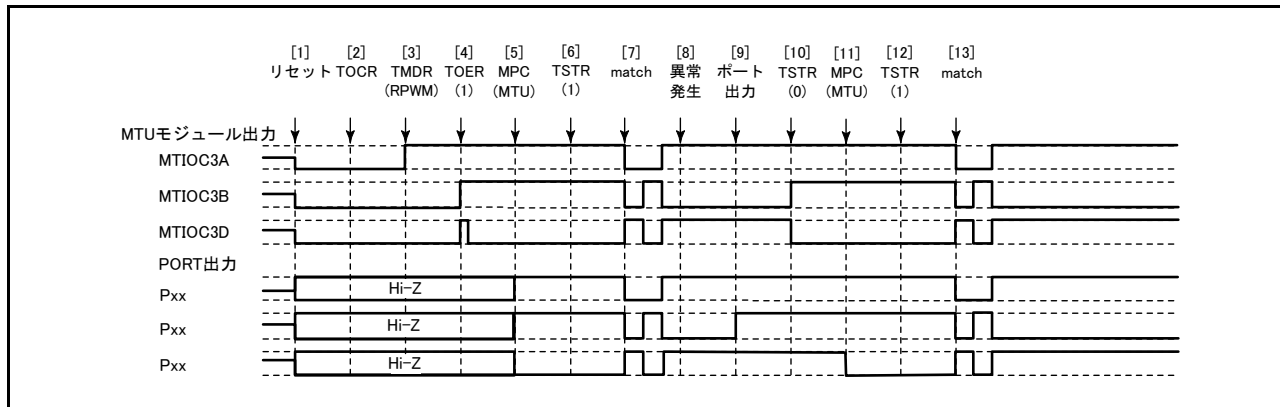 [1] [2] [3] [4] [5] [6] [7] [8] [9] [10] [11] [12] [13]
リセット TOCR TMDR TOER MPC TSTR match 異常 ポート TSTR MPC TSTR match
(RPWM) (1) (MTU) (1) 発生 出力 (0) (MTU) (1)
MTUモジュール出力
MTIOC3A
MTIOC3B
MTIOC3D
PORT出力
Pxx Hi-Z
Pxx Hi-Z
Pxx Hi-Z